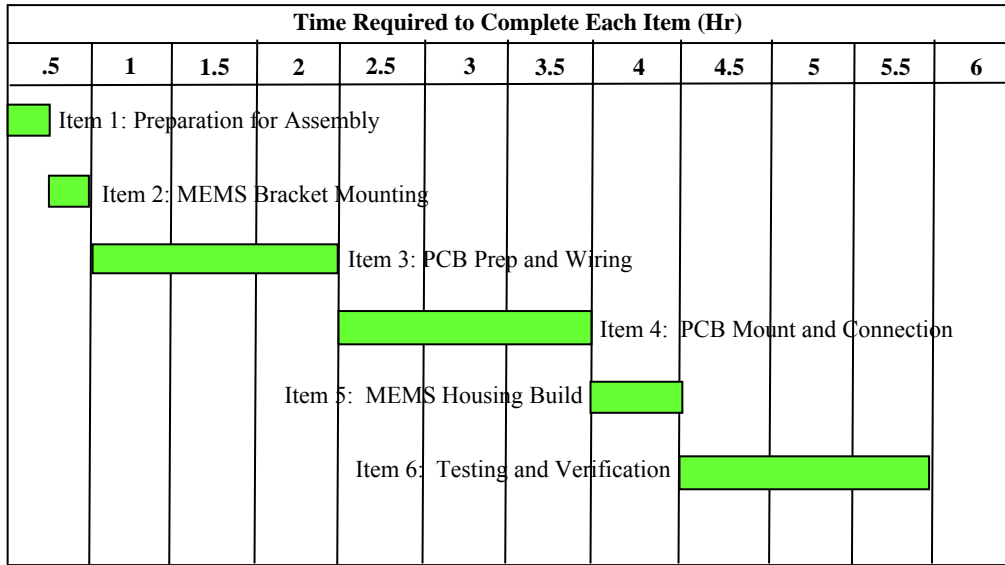 Time Required to Complete Each Item (Hr)
.5 1 1.5 2 2.5 3 3.5 4 4.5 5 5.5 6
Item 1: Preparation for Assembly
Item 2: MEMS Bracket Mounting
Item 3: PCB Prep and Wiring
Item 4: PCB Mount and Connection
Item 5: MEMS Housing Build
Item 6: Testing and Verification